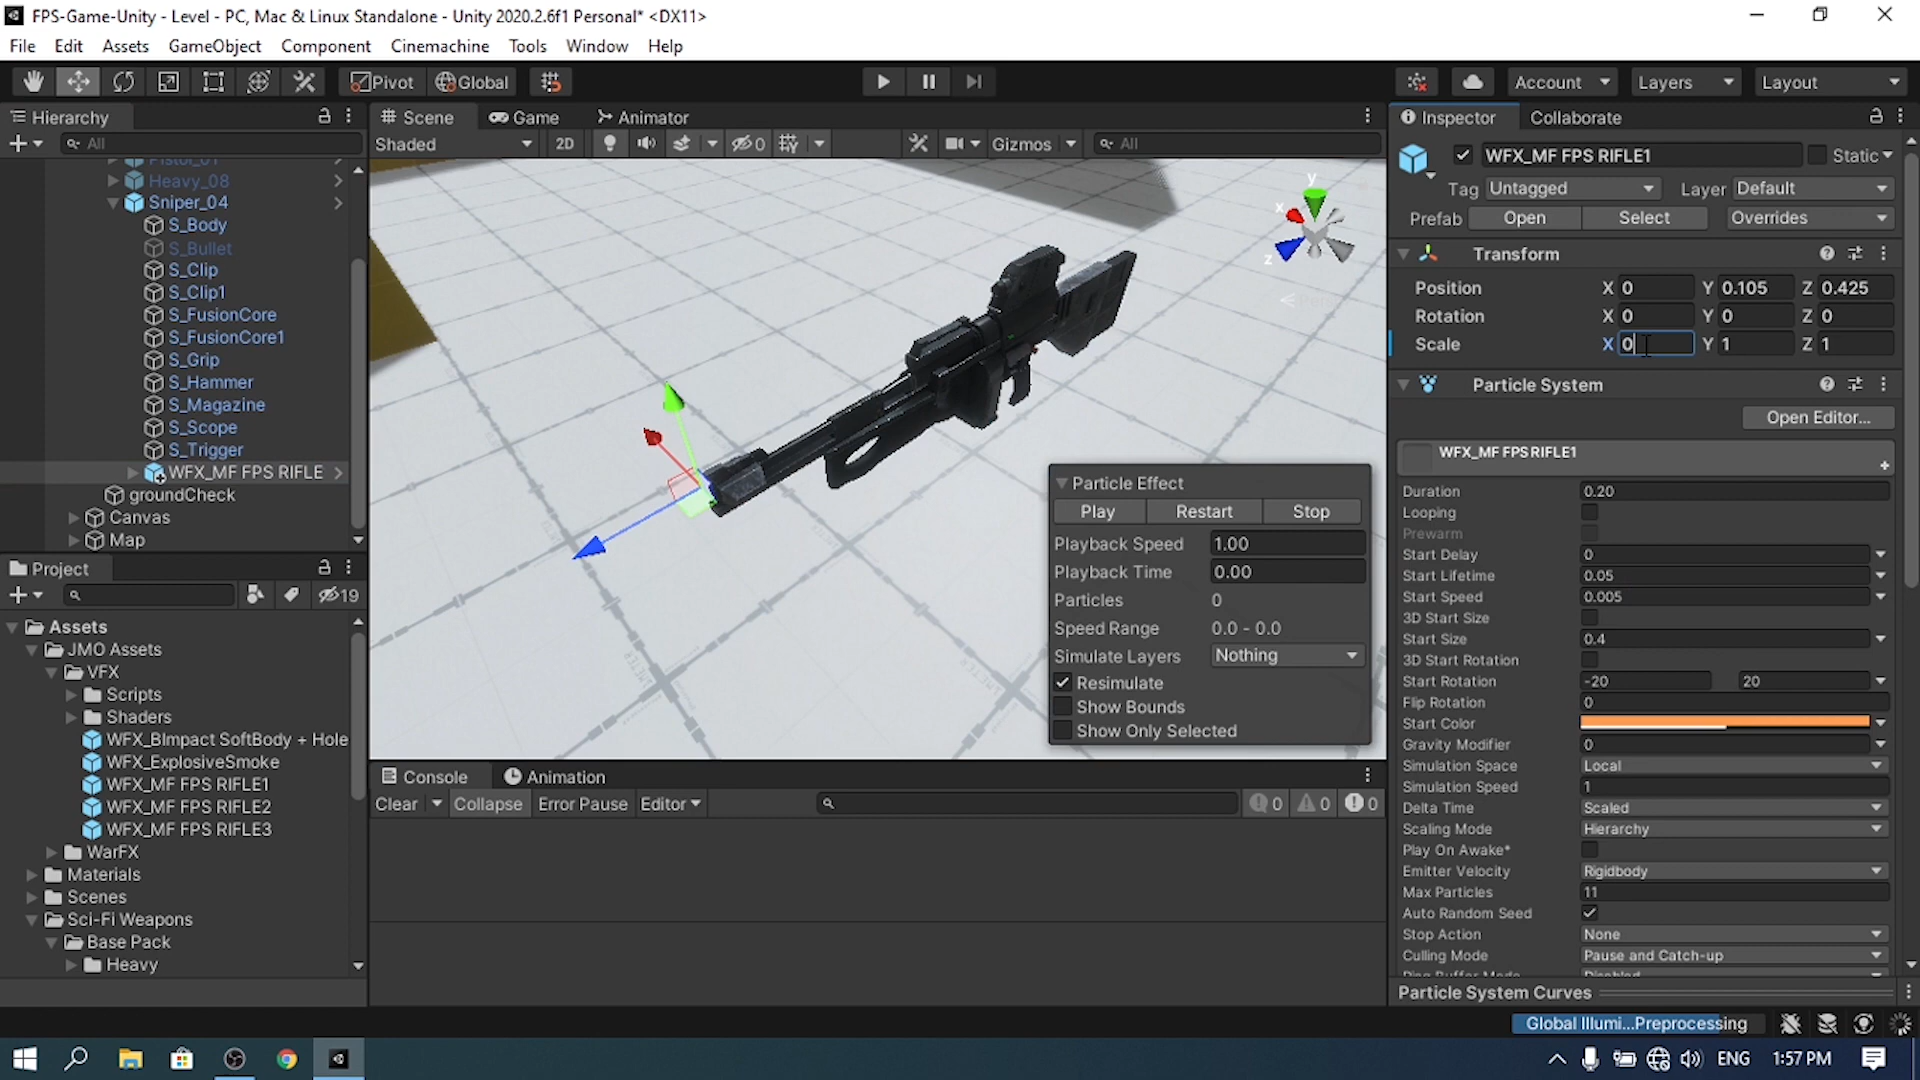 FPS-Game-Unity - Level - PC, Mac & Linux Standalone - Unity 2020.2.6f1 Personal* <DX11>
File Edit Assets GameObject Component Cinemachine Tools Window Help
Pivot Global Account Layers Layout
Hierarchy
All
Pistol_01
Heavy_08
Sniper_04
S_Body
S_Bullet
S_Clip
S_Clip1
S_FusionCore
S_FusionCore1
S_Grip
S_Hammer
S_Magazine
S_Scope
S_Trigger
WFX_MF FPS RIFLE
groundCheck
Canvas
Map
Project
19
Assets
JMO Assets
VFX
Scripts
Shaders
WFX_BImpact SoftBody + Hole
WFX_ExplosiveSmoke
WFX_MF FPS RIFLE1
WFX_MF FPS RIFLE2
WFX_MF FPS RIFLE3
WarFX
Materials
Scenes
Sci-Fi Weapons
Base Pack
Heavy
Scene Game Animator
Shaded 2D 0 Gizmos All
y
x
z
Particle Effect
Play Restart Stop
Playback Speed 1.00
Playback Time 0.00
Particles 0
Speed Range 0.0 - 0.0
Simulate Layers Nothing
Resimulate
Show Bounds
Show Only Selected
Console Animation
Clear Collapse Error Pause Editor 0 0 0
Inspector Collaborate
WFX_MF FPS RIFLE1 Static
Tag Untagged Layer Default
Prefab Open Select Overrides
Transform
Position X 0 Y 0.105 Z 0.425
Rotation X 0 Y 0 Z 0
Scale X 0 Y 1 Z 1
Particle System
Open Editor...
WFX_MF FPS RIFLE1
Duration 0.20
Looping
Prewarm
Start Delay 0
Start Lifetime 0.05
Start Speed 0.005
3D Start Size
Start Size 0.4
3D Start Rotation
Start Rotation -20 20
Flip Rotation 0
Start Color
Gravity Modifier 0
Simulation Space Local
Simulation Speed 1
Delta Time Scaled
Scaling Mode Hierarchy
Play On Awake*
Emitter Velocity Rigidbody
Max Particles 11
Auto Random Seed
Stop Action None
Culling Mode Pause and Catch-up
Ring Buffer Mode Disabled
Particle System Curves
Global Illumi...Preprocessing
ENG 1:57 PM